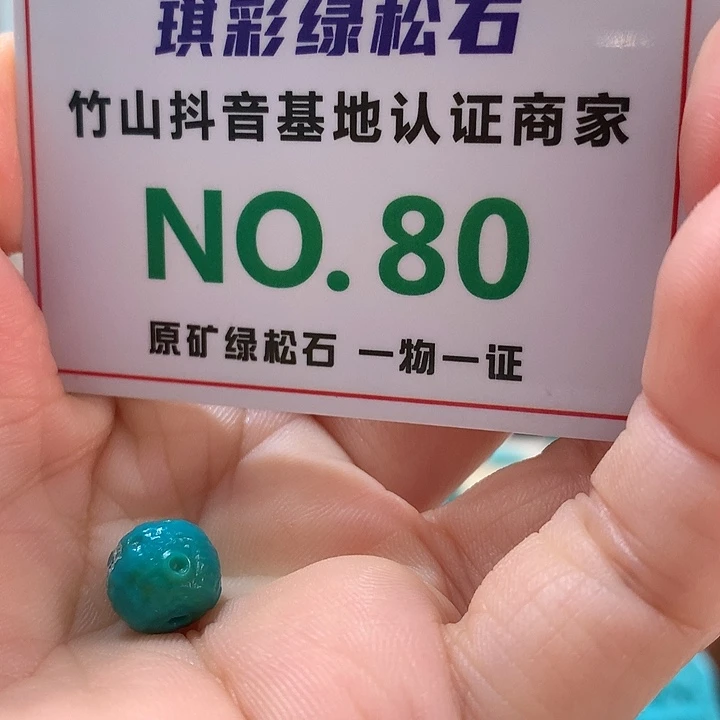 琪彩绿松石
竹山抖音基地认证商家
NO.80
原矿绿松石 一物一证